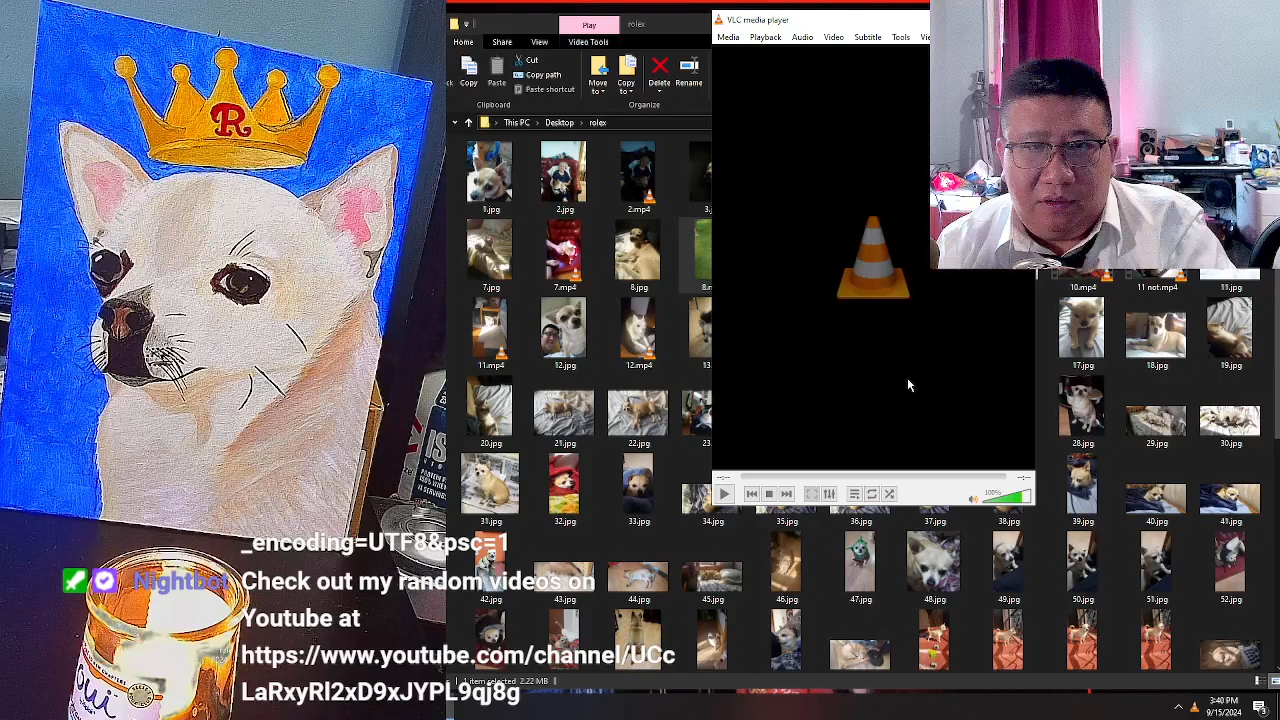 Play
rolex
VLC media player
Home
Share
View
Video Tools
Media
Playback
Audio
Video
Subtitle
Tools
Copy
Paste
Cut
Copy path
Paste shortcut
Move to
Copy to
Delete
Rename
Clipboard
Organize
This PC
Desktop
rolex
R
1.jpg
2.jpg
2.mp4
7.jpg
7.mp4
8.jpg
10.mp4
11 not.mp4
11.jpg
11.mp4
12.jpg
12.mp4
17.jpg
18.jpg
19.jpg
20.jpg
21.jpg
22.jpg
28.jpg
29.jpg
30.jpg
--:--
--:--
100%
31.jpg
32.jpg
33.jpg
34.jpg
35.jpg
36.jpg
37.jpg
38.jpg
39.jpg
40.jpg
41.jpg
_encoding=UTF8&psc=1
Nightbot Check out my random videos on
Youtube at
https://www.youtube.com/channel/UCc
LaRxyRl2xD9xJYPL9qj8g
42.jpg
43.jpg
44.jpg
45.jpg
46.jpg
47.jpg
48.jpg
49.jpg
50.jpg
51.jpg
52.jpg
1 item selected
2.22 MB
3:40 PM
9/15/2024